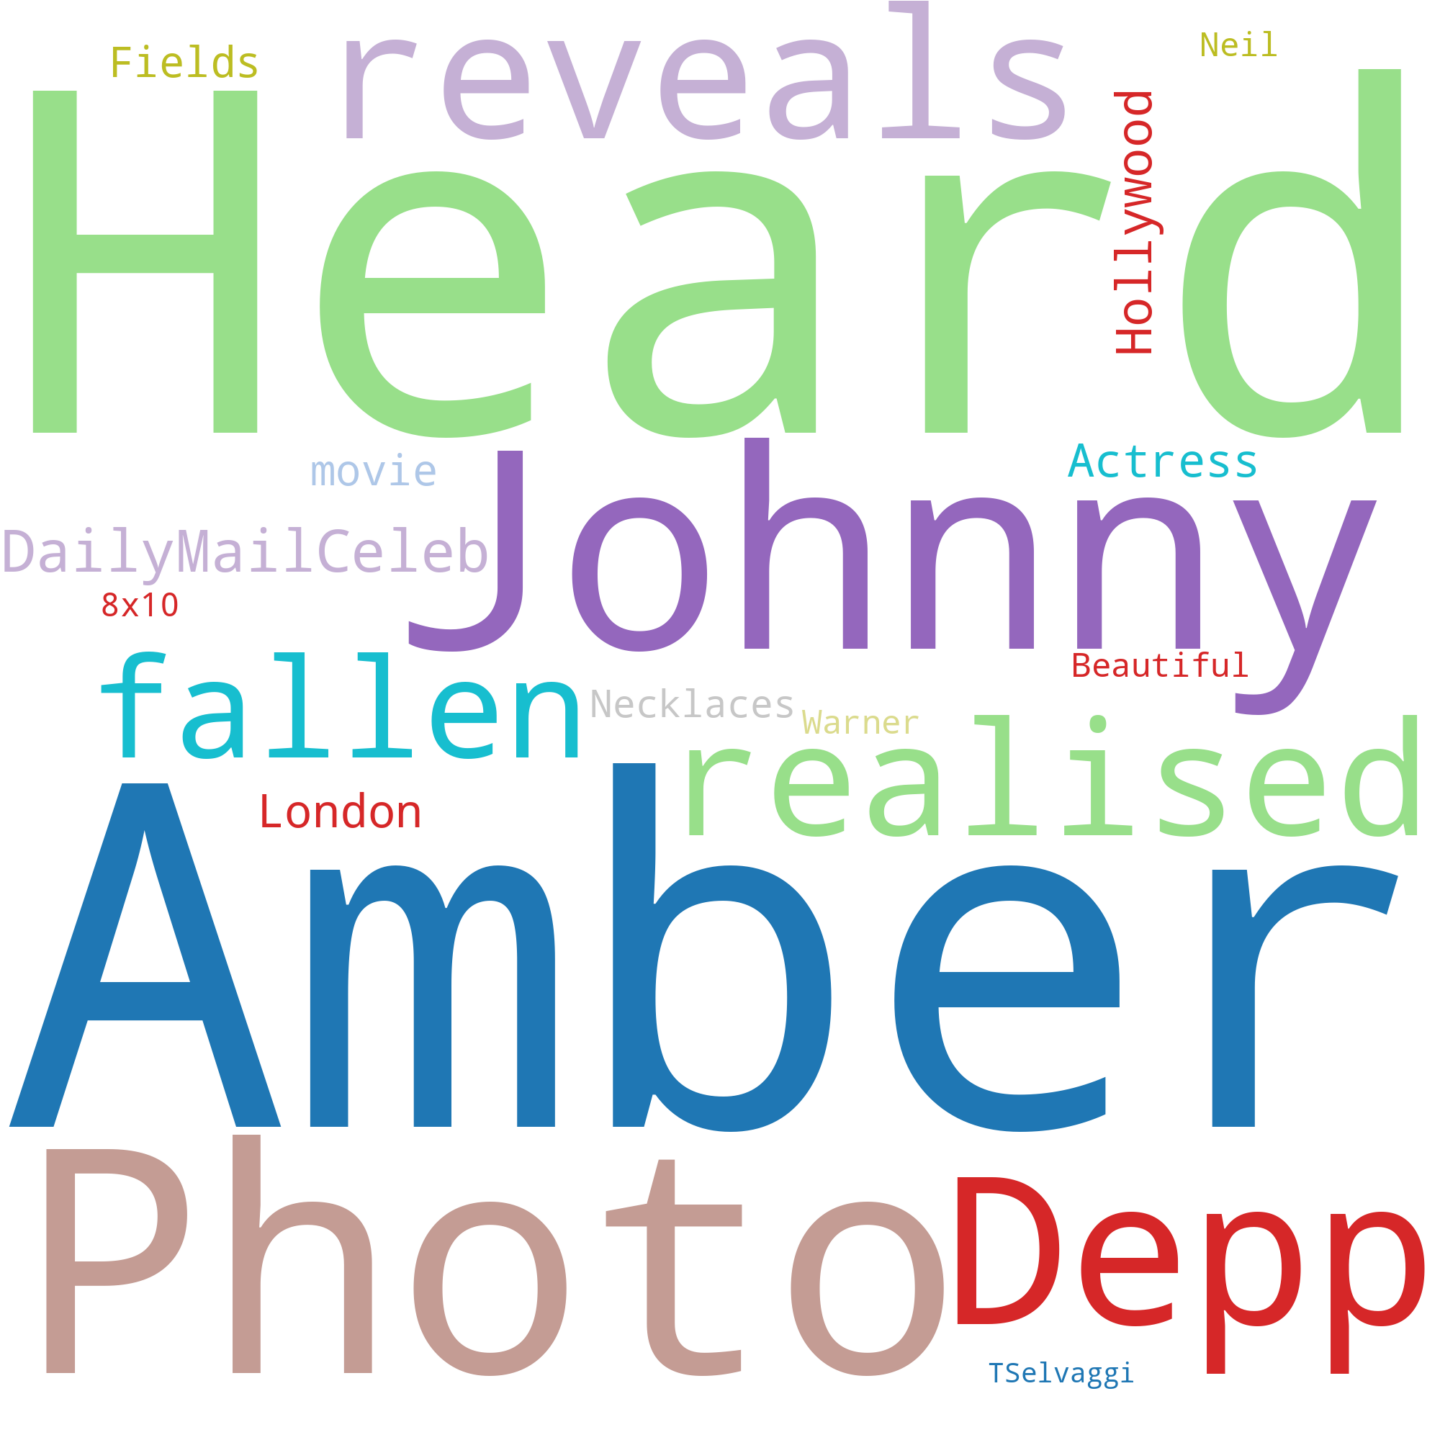 reveals
Fields
Neil
Heard
Hollywood
Johnny
movie
Actress
DailyMailCeleb
8x10
fallen
Necklaces
Beautiful
Warner
realised
London
Amber
Photo
Depp
TSelvaggi